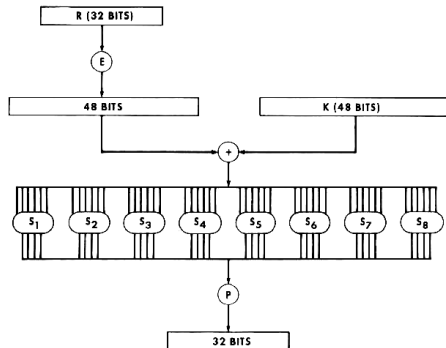 R (32 BITS)
E
48 BITS
K (48 BITS)
+
S1 S2 S3 S4 S5 S6 S7 S8
P
32 BITS